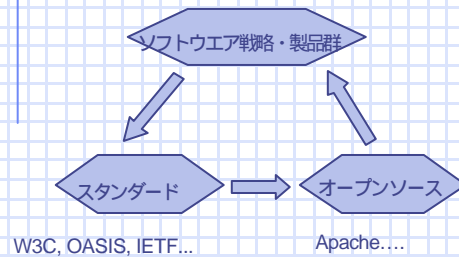 ソフトウエア戦略・製品群
スタンダード
オープンソース
W3C, OASIS, IETF...
Apache….